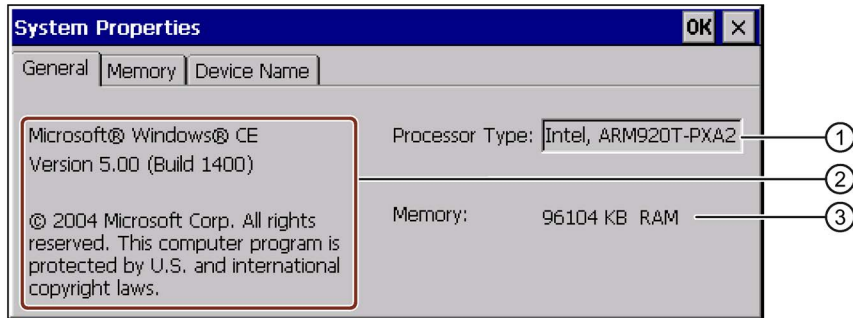 System Properties OK ×
General Memory Device Name
Microsoft® Windows® CE
Version 5.00 (Build 1400)
© 2004 Microsoft Corp. All rights
reserved. This computer program is
protected by U.S. and international
copyright laws.
Processor Type: Intel, ARM920T-PXA2
Memory: 96104 KB RAM
1
2
3